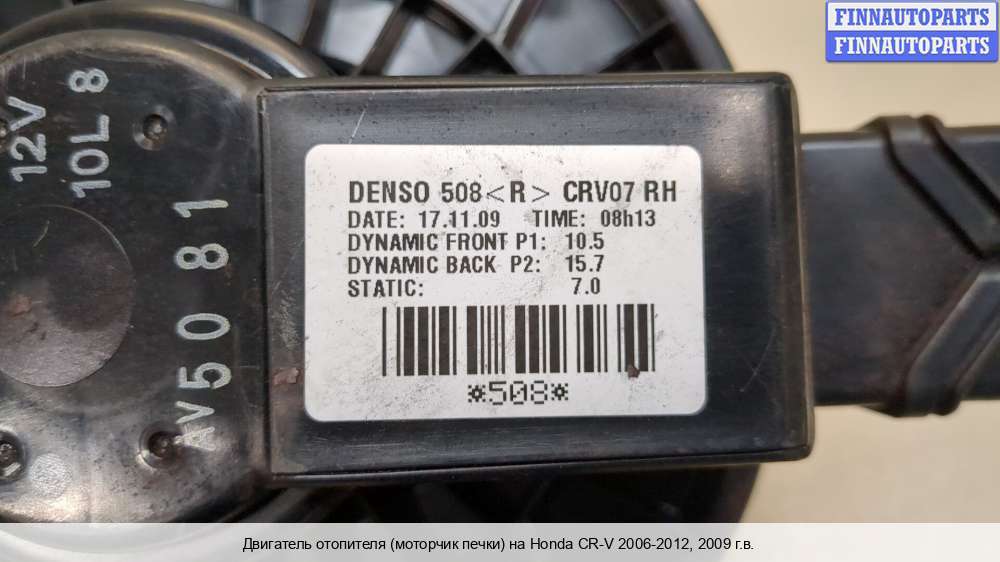 FINNAUTOPARTS
FINNAUTOPARTS
12V
10L 8
AV50 81
DENSO 508<R> CRV07 RH
DATE: 17.11.09 TIME: 08h13
DYNAMIC FRONT P1: 10.5
DYNAMIC BACK P2: 15.7
STATIC: 7.0
*508*
Двигатель отопителя (моторчик печки) на Honda CR-V 2006-2012, 2009 г.в.